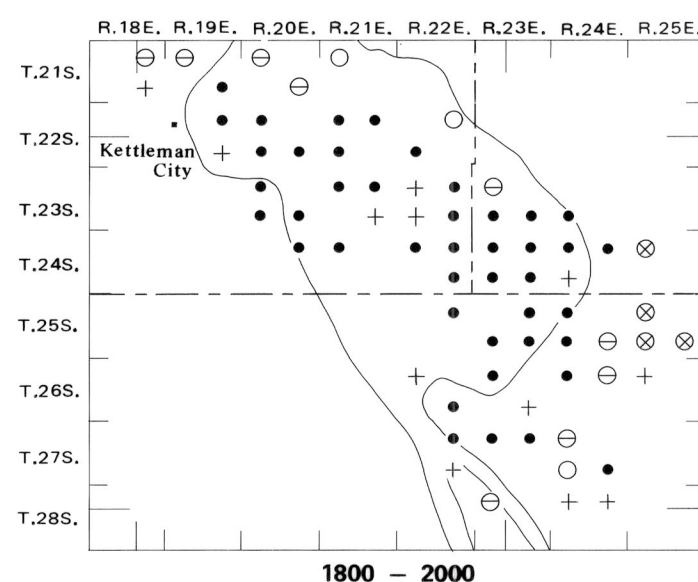 R.18E. R.19E. R.20E. R.21E. R.22E. R.23E. R.24E. R.25E.
T.21S.
T.22S.
Kettleman
City
T.23S.
T.24S.
T.25S.
T.26S.
T.27S.
T.28S.
1800 – 2000